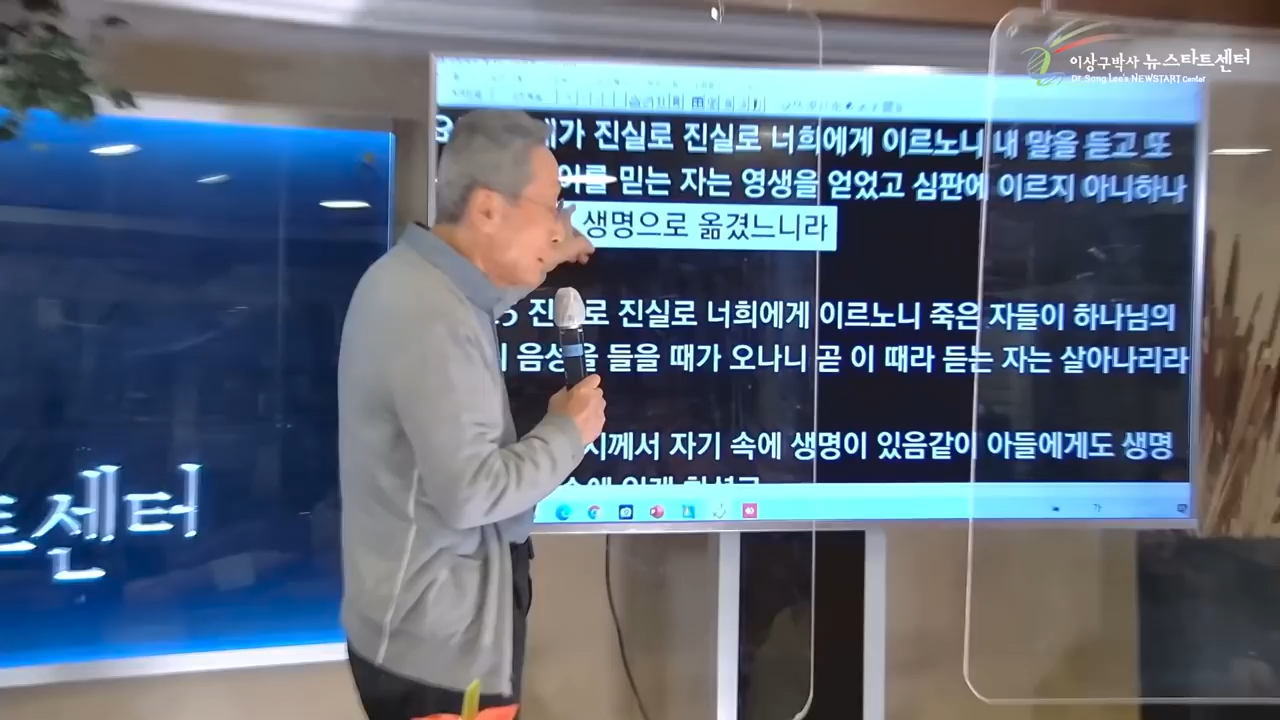 이상구박사 뉴스타트센터
Dr. Sang Lee's NEWSTART Center
진실로 진실로 너희에게 이르노니 내 말을 듣고 또
이를 믿는 자는 영생을 얻었고 심판에 이르지 아니하나
생명으로 옮겼느니라
진실로 너희에게 이르노니 죽은 자들이 하나님의
음성을 들을 때가 오나니 곧 이 때라 듣는 자는 살아나리라
자기 속에 생명이 있음같이 아들에게도 생명
센터
가